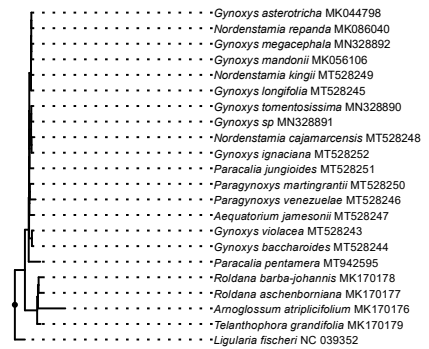 Gynoxys asterotricha MK044798
Nordenstamia repanda MK086040
Gynoxys megacephala MN328892
Gynoxys mandonii MK056106
Nordenstamia kingii MT528249
Gynoxys longifolia MT528245
Gynoxys tomentosissima MN328890
Gynoxys sp MN328891
Nordenstamia cajamarcensis MT528248
Gynoxys ignaciana MT528252
Paracalia jungioides MT528251
Paragynoxys martingrantii MT528250
Paragynoxys venezuelae MT528246
Aequatorium jamesonii MT528247
Gynoxys violacea MT528243
Gynoxys baccharoides MT528244
Paracalia pentamera MT942595
Roldana barba-johannis MK170178
Roldana aschenborniana MK170177
Arnoglossum atriplicifolium MK170176
Telanthophora grandifolia MK170179
Ligularia fischeri NC 039352